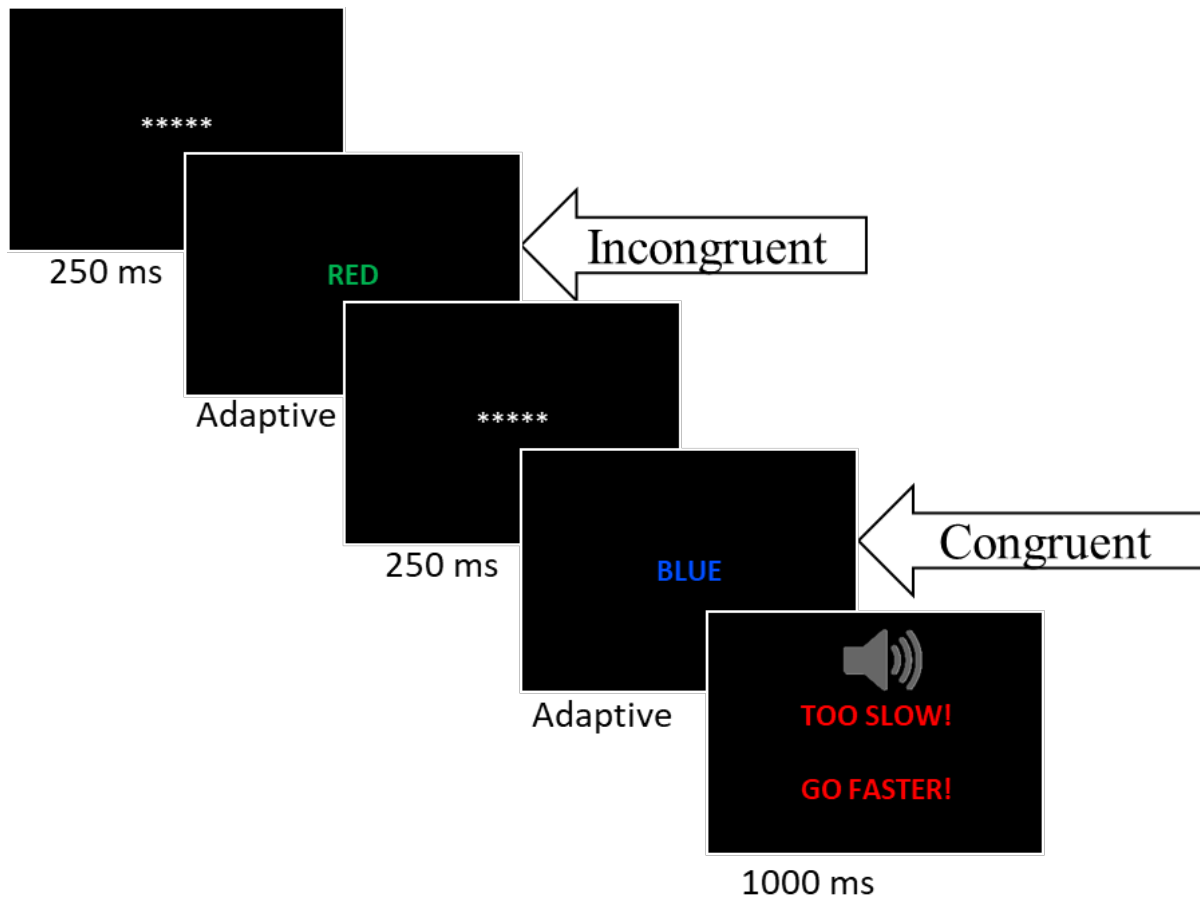 *****
250 ms
RED
Incongruent
Adaptive
*****
250 ms
BLUE
Congruent
Adaptive
TOO SLOW!
GO FASTER!
1000 ms